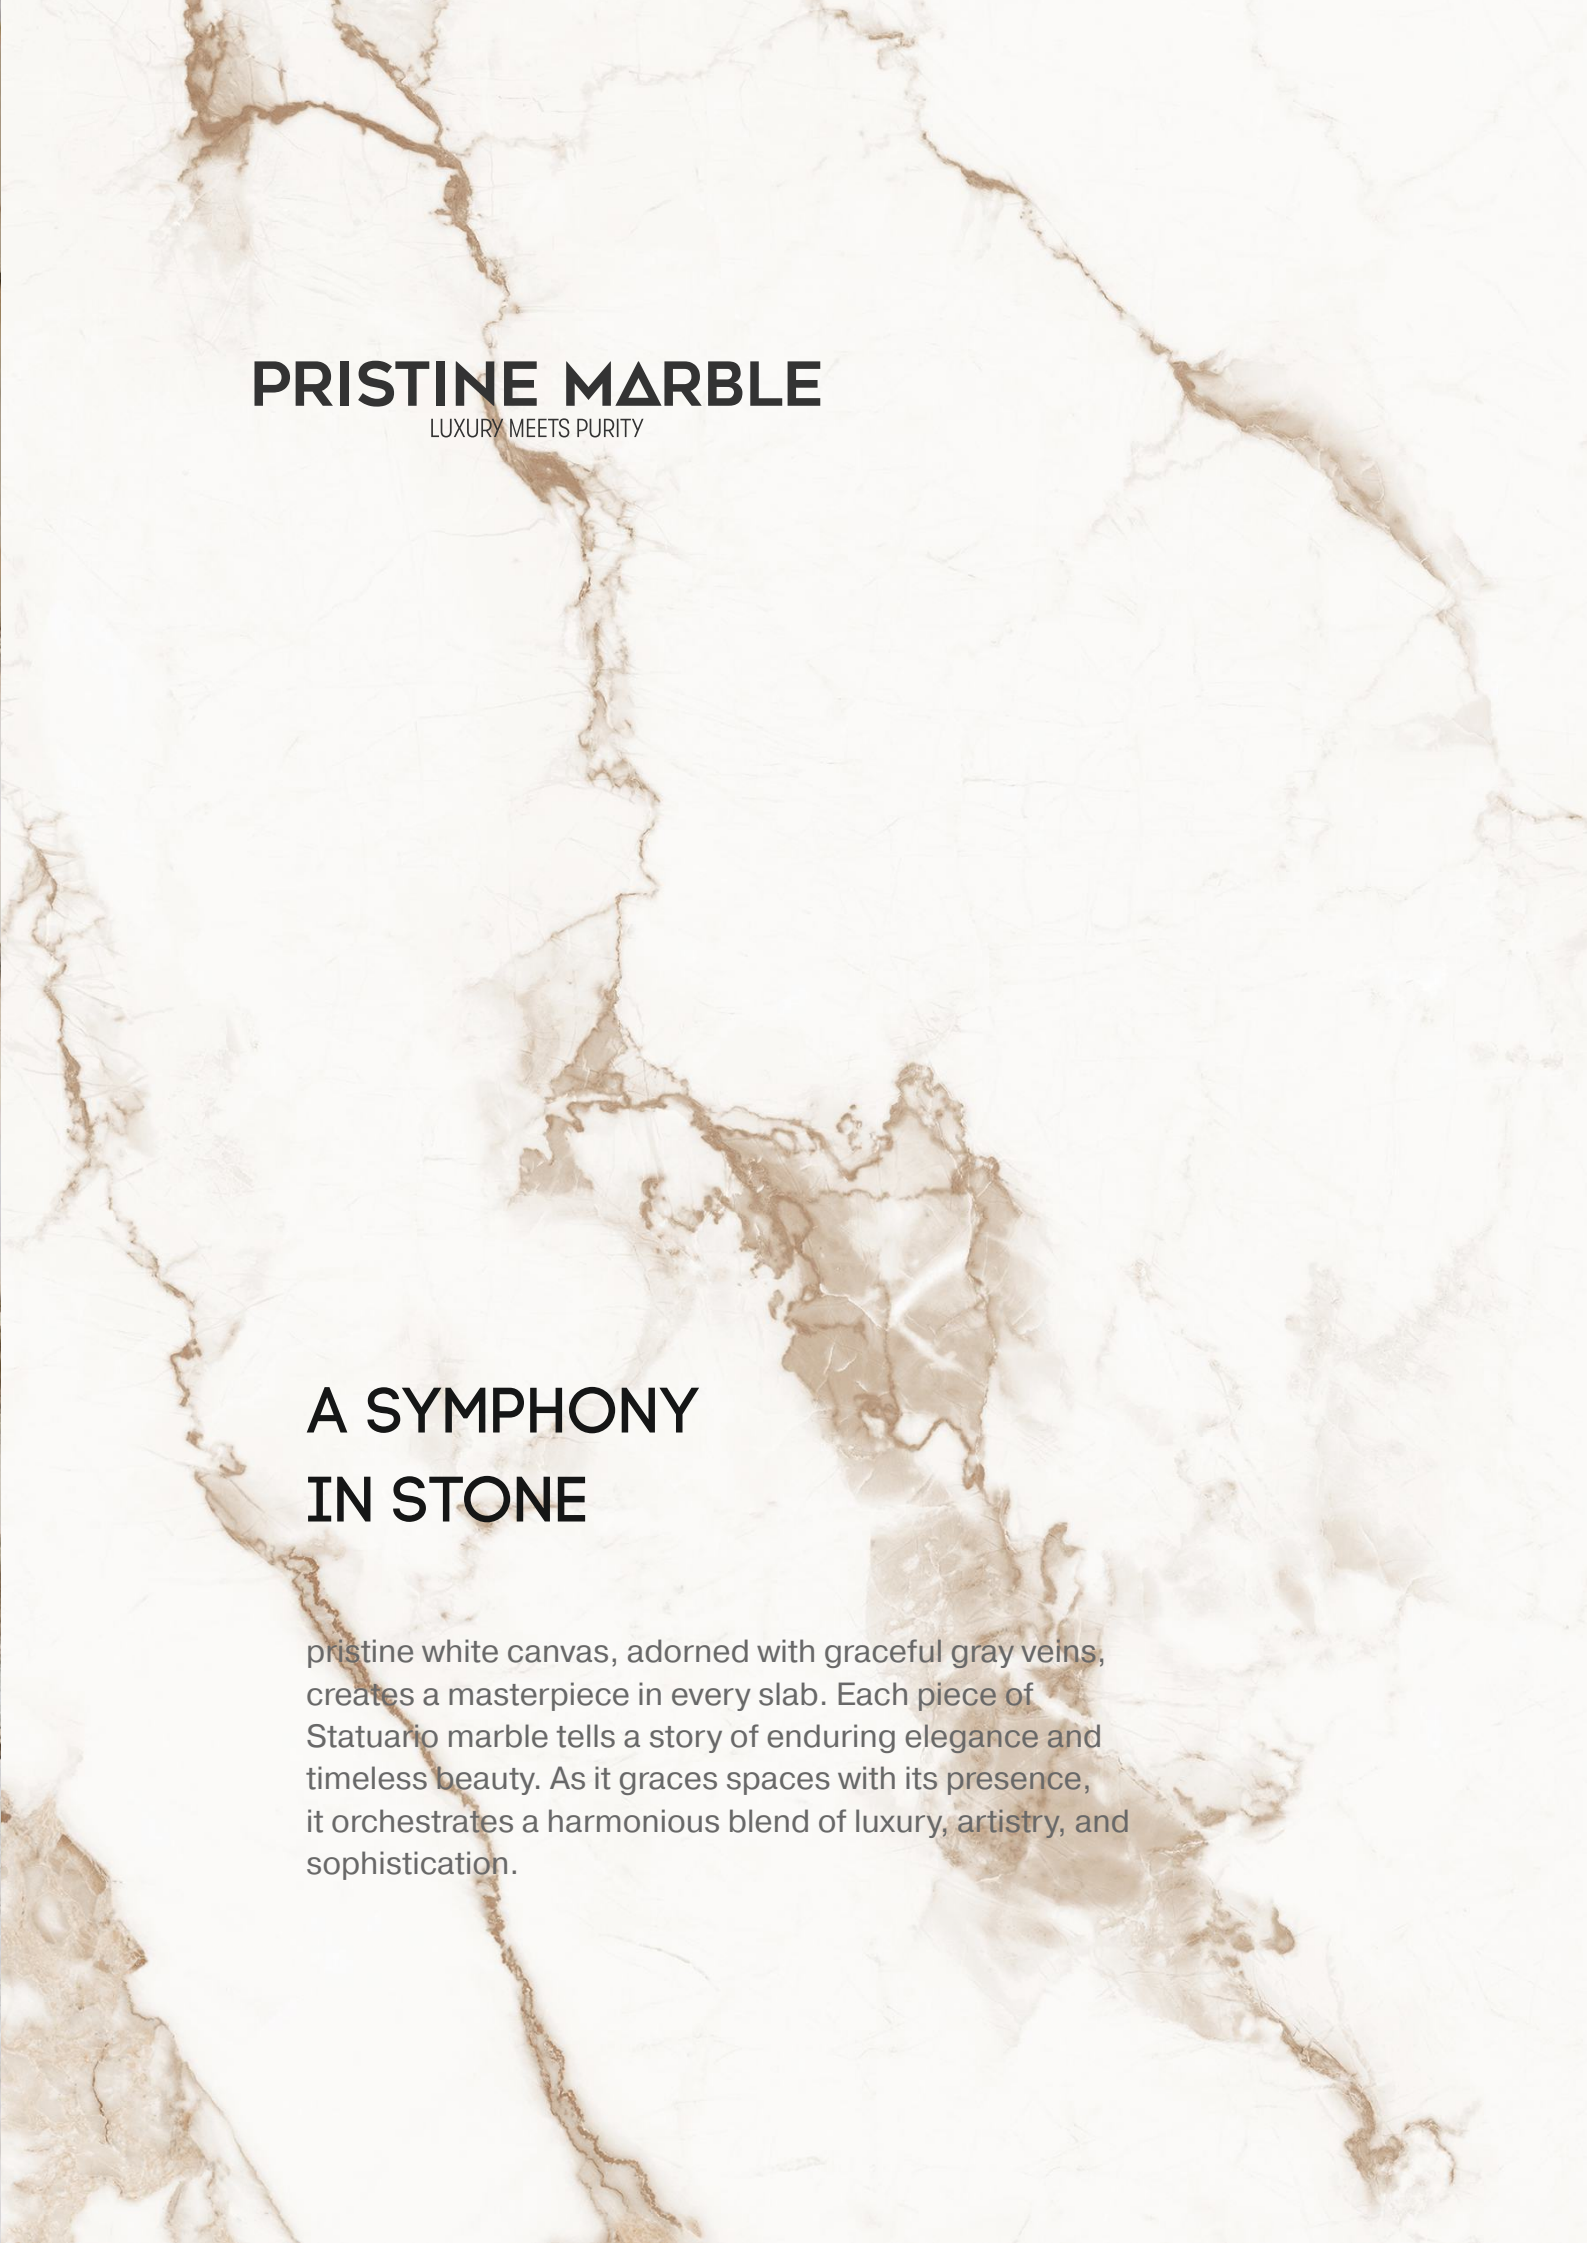 PRISTINE MARBLE
LUXURY MEETS PURITY
A SYMPHONY
IN STONE
pristine white canvas, adorned with graceful gray veins,
creates a masterpiece in every slab. Each piece of
Statuario marble tells a story of enduring elegance and
timeless beauty. As it graces spaces with its presence,
it orchestrates a harmonious blend of luxury, artistry, and
sophistication.